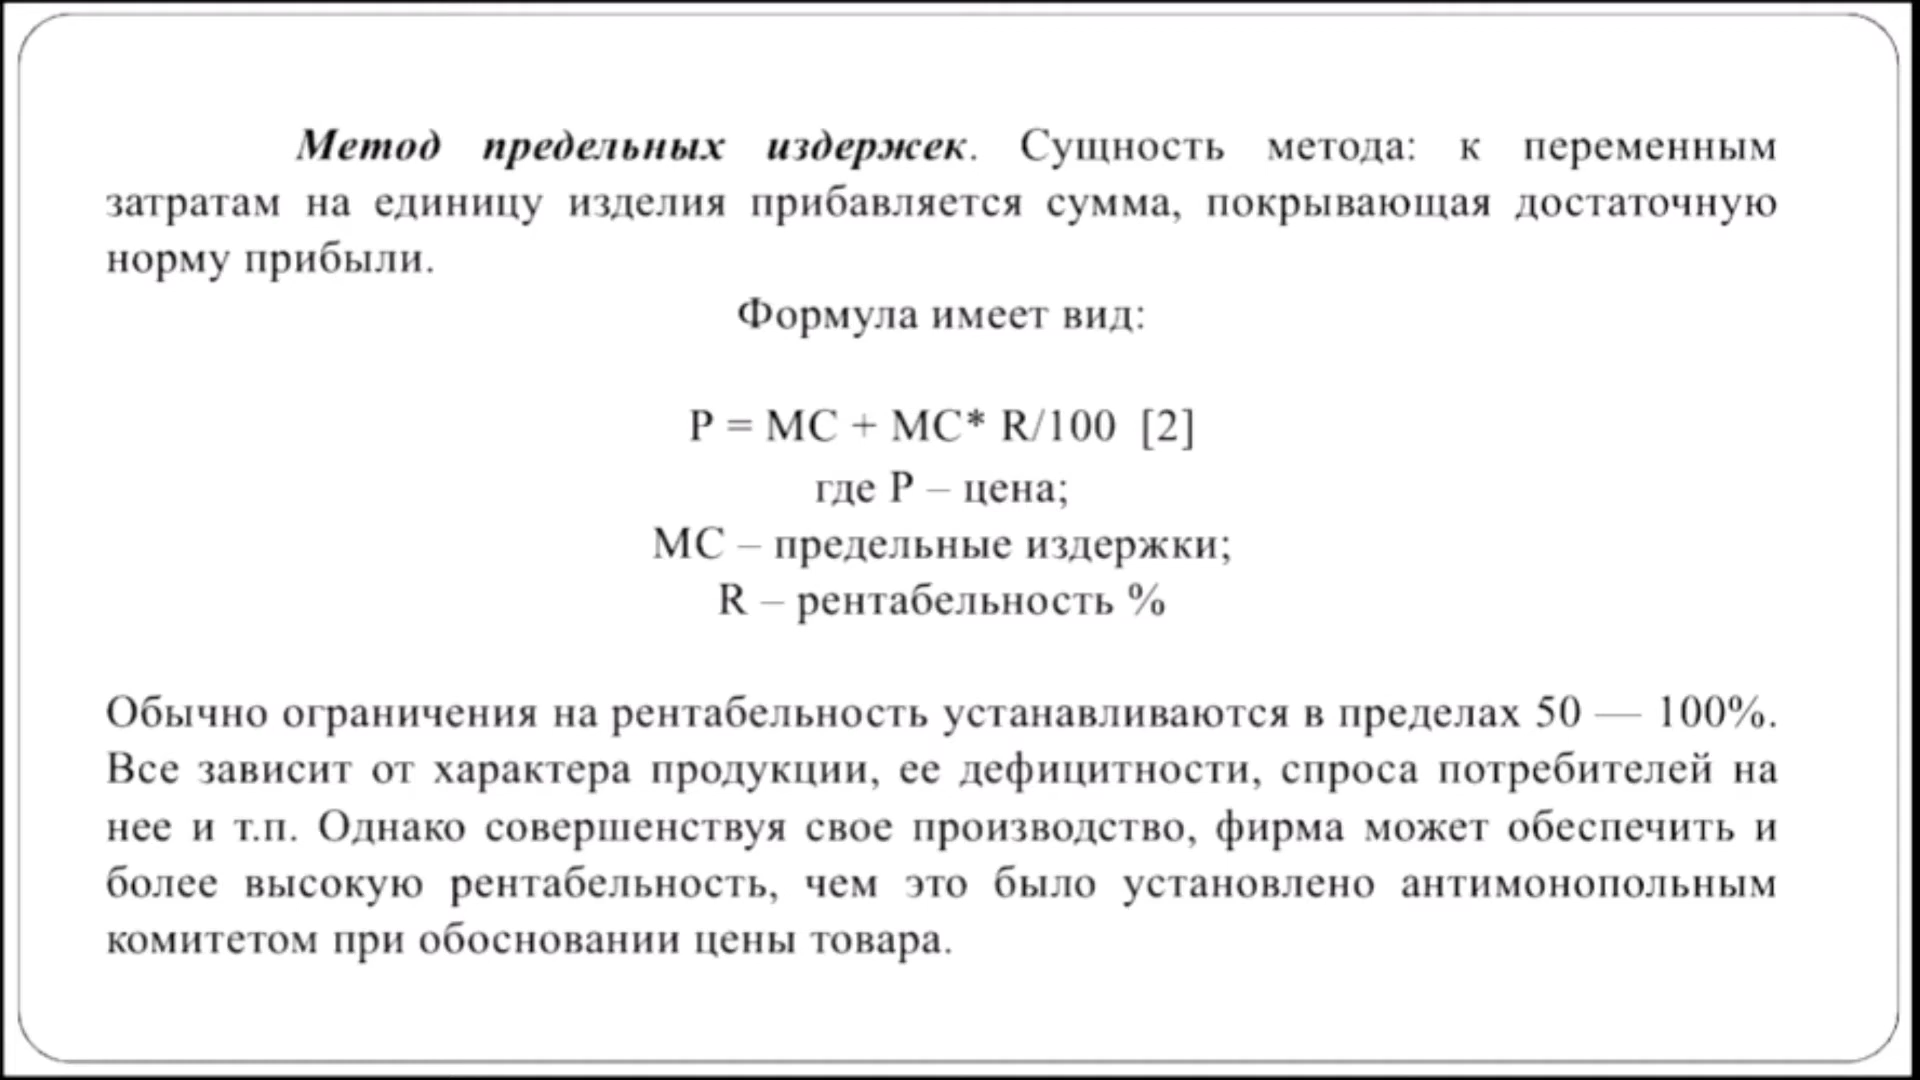 Метод предельных издержек. Сущность метода: к переменным
затратам на единицу изделия прибавляется сумма, покрывающая достаточную
норму прибыли.
Формула имеет вид:
P = MC + MC* R/100 [2]
где P – цена;
MC – предельные издержки;
R – рентабельность %
Обычно ограничения на рентабельность устанавливаются в пределах 50 — 100%.
Все зависит от характера продукции, ее дефицитности, спроса потребителей на
нее и т.п. Однако совершенствуя свое производство, фирма может обеспечить и
более высокую рентабельность, чем это было установлено антимонопольным
комитетом при обосновании цены товара.